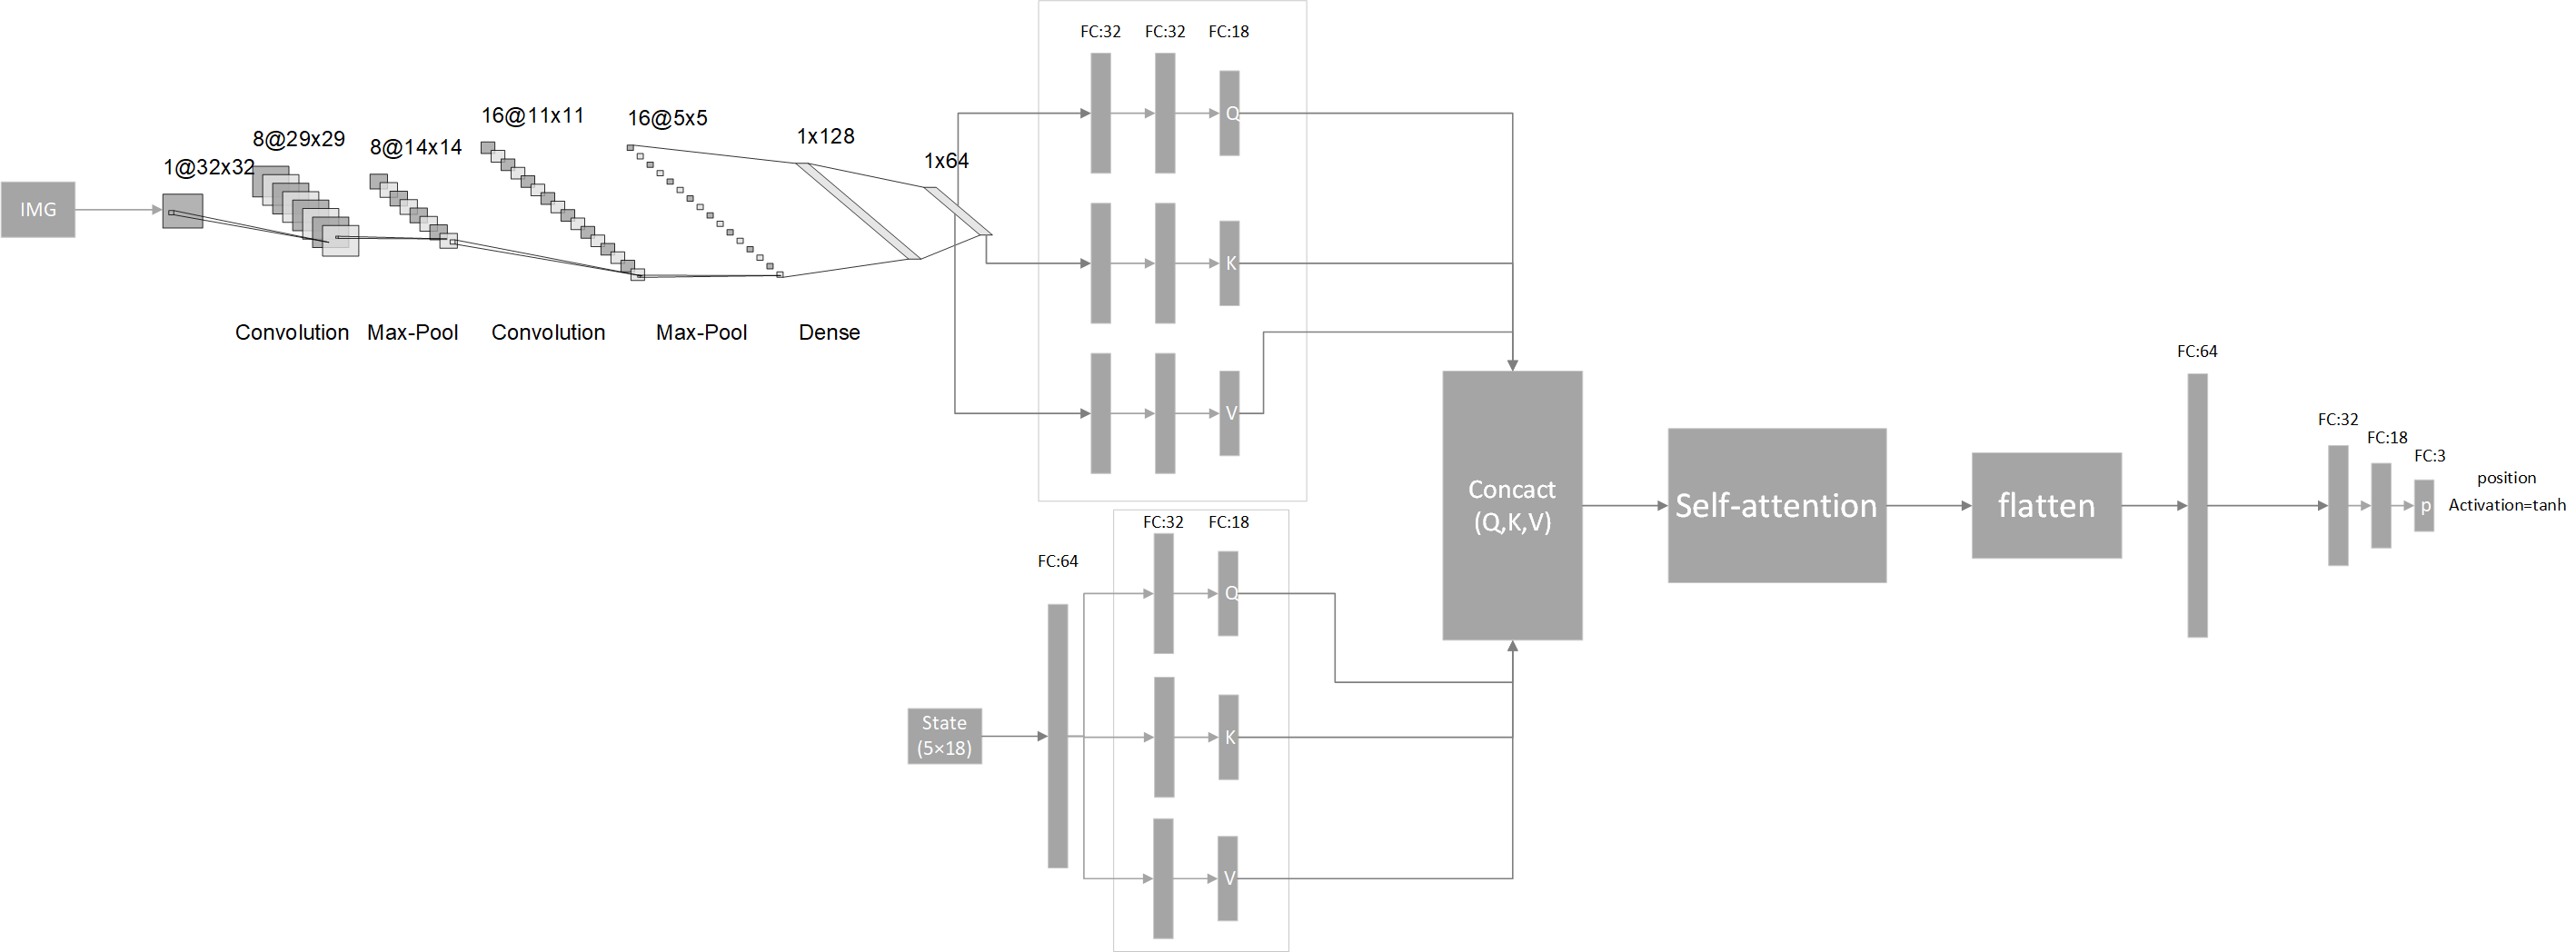 IMG
1@32x32
8@29x29
8@14x14
16@11x11
16@5x5
1x128
1x64
Convolution
Max-Pool
Convolution
Max-Pool
Dense
FC:32
FC:32
FC:18
Q
K
V
State
(5×18)
FC:64
FC:32
FC:18
Q
K
V
Concact
(Q,K,V)
Self-attention
flatten
FC:64
FC:32
FC:18
FC:3
p
position
Activation=tanh